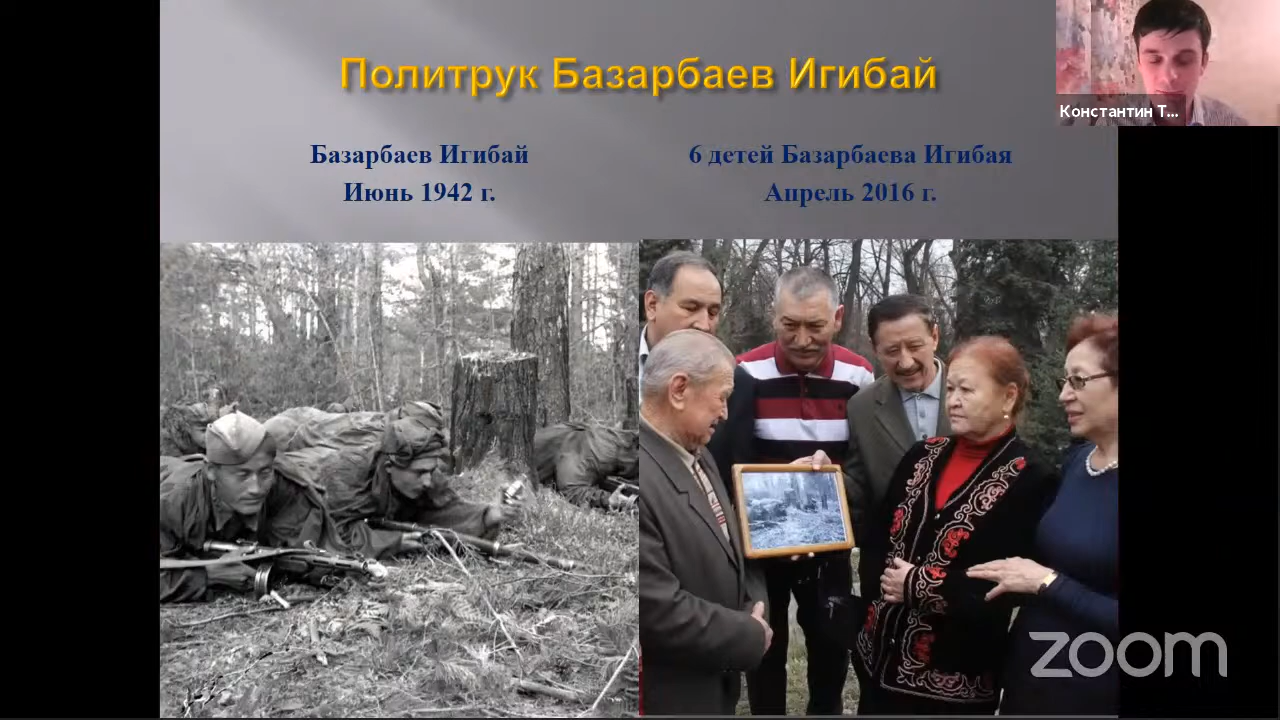 Политрук Базарбаев Игибай
Константин Т...
Базарбаев Игибай
Июнь 1942 г.
6 детей Базарбаева Игибая
Апрель 2016 г.
zoom